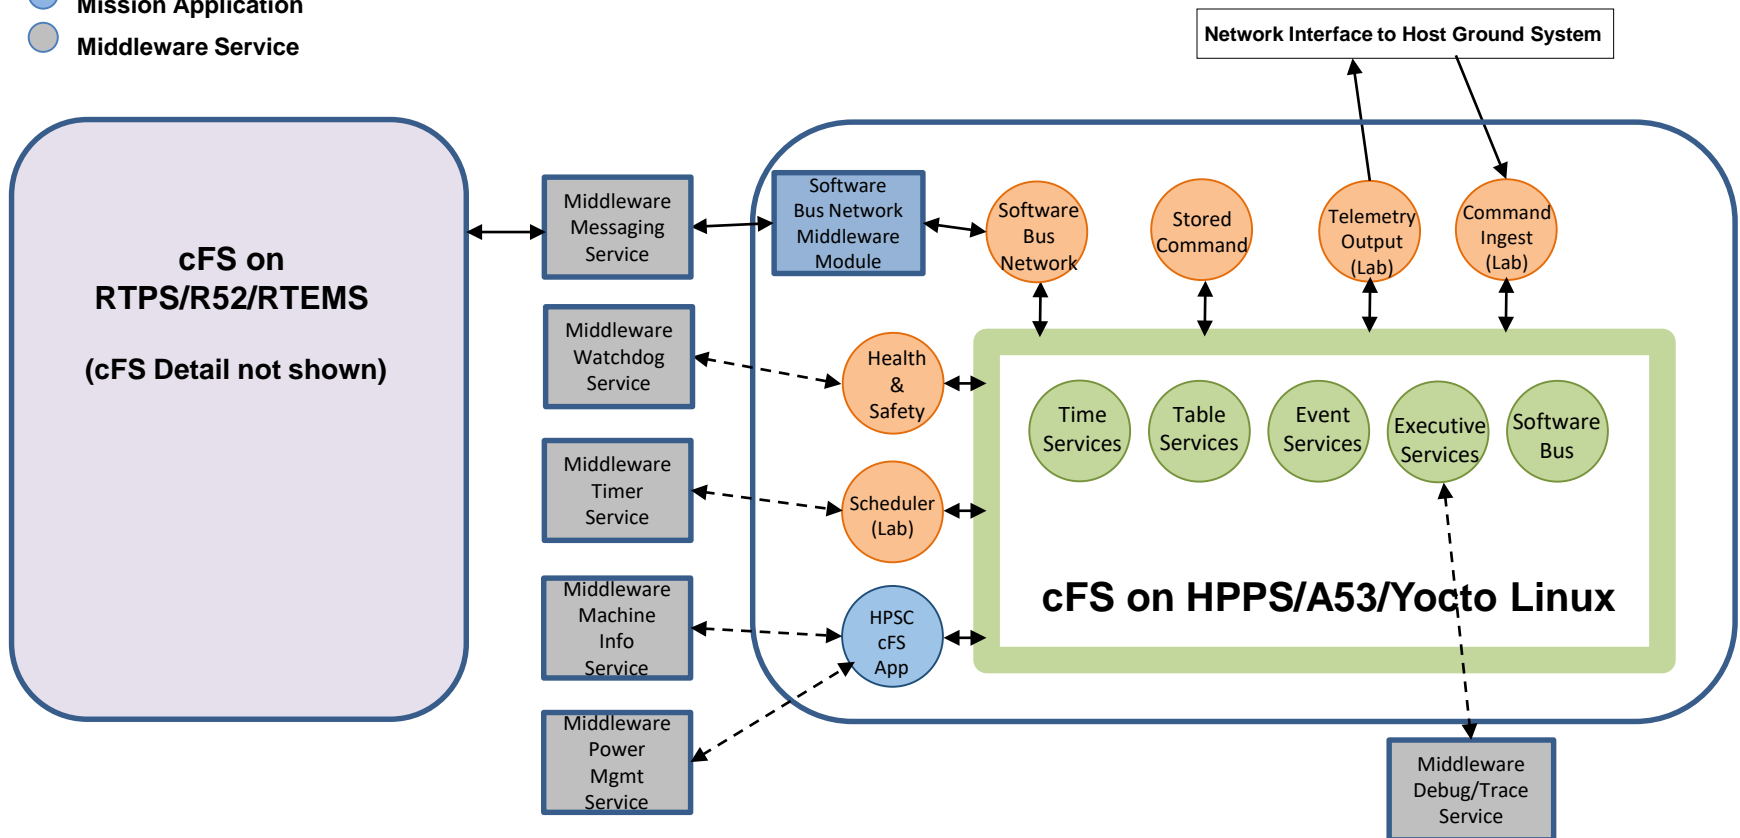 Mission Application
Middleware Service
Network Interface to Host Ground System
cFS on
RTPS/R52/RTEMS
(cFS Detail not shown)
Middleware
Messaging
Service
Software
Bus Network
Middleware
Module
Software
Bus
Network
Stored
Command
Telemetry
Output
(Lab)
Command
Ingest
(Lab)
Middleware
Watchdog
Service
Health
&
Safety
Middleware
Timer
Service
Scheduler
(Lab)
Middleware
Machine
Info
Service
HPSC
cFS
App
Middleware
Power
Mgmt
Service
Time
Services
Table
Services
Event
Services
Executive
Services
Software
Bus
cFS on HPPS/A53/Yocto Linux
Middleware
Debug/Trace
Service